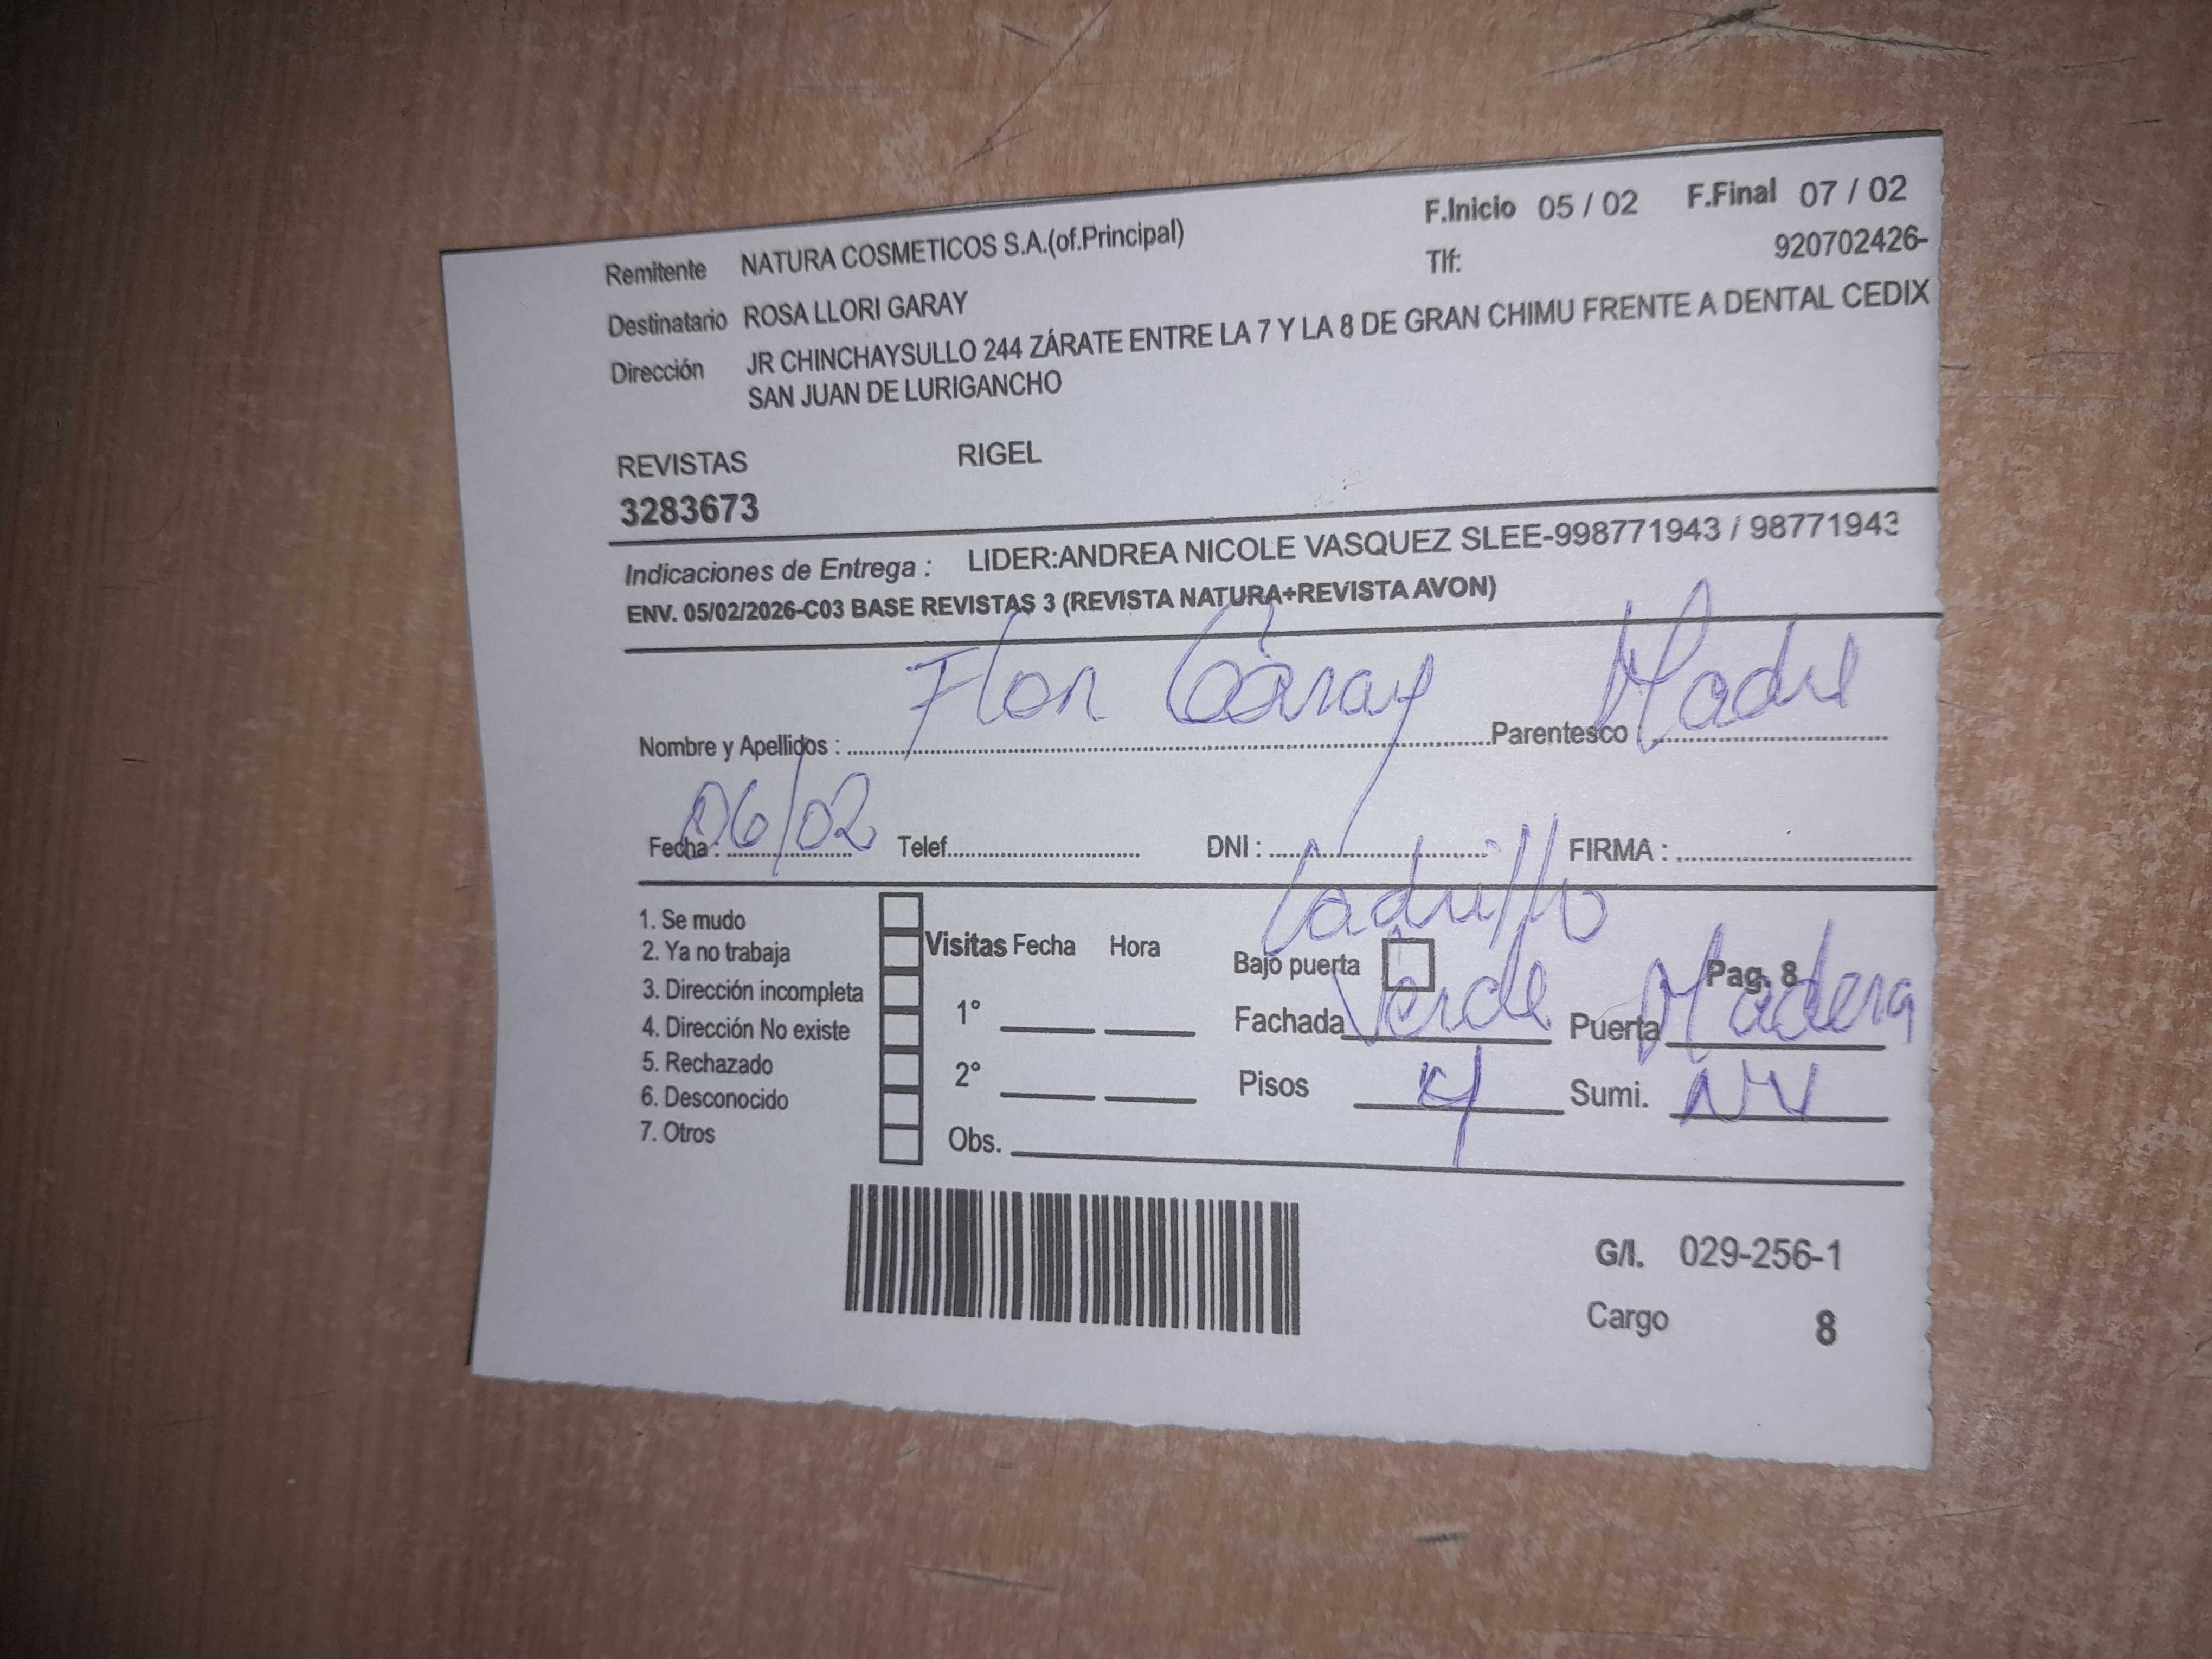 F.Inicio 05 / 02 F.Final 07 / 02
Remitente NATURA COSMETICOS S.A.(of.Principal) Tlf: 920702426-
Destinatario ROSA LLORI GARAY
Dirección JR CHINCHAYSULLO 244 ZÁRATE ENTRE LA 7 Y LA 8 DE GRAN CHIMU FRENTE A DENTAL CEDIX
SAN JUAN DE LURIGANCHO
REVISTAS RIGEL
3283673
Indicaciones de Entrega : LIDER:ANDREA NICOLE VASQUEZ SLEE-998771943 / 98771943
ENV. 05/02/2026-C03 BASE REVISTAS 3 (REVISTA NATURA+REVISTA AVON)
Nombre y Apellidos : Flor Garay Parentesco : Madre
Fecha : 06/02 Telef. DNI : FIRMA :
1. Se mudo
2. Ya no trabaja
3. Dirección incompleta
4. Dirección No existe
5. Rechazado
6. Desconocido
7. Otros
Visitas Fecha Hora
1°
2°
Obs.
Ladrillo
Bajo puerta Pag. 8
Fachada Verde Puerta Madera
Pisos 4 Sumi. NV
G/I. 029-256-1
Cargo 8